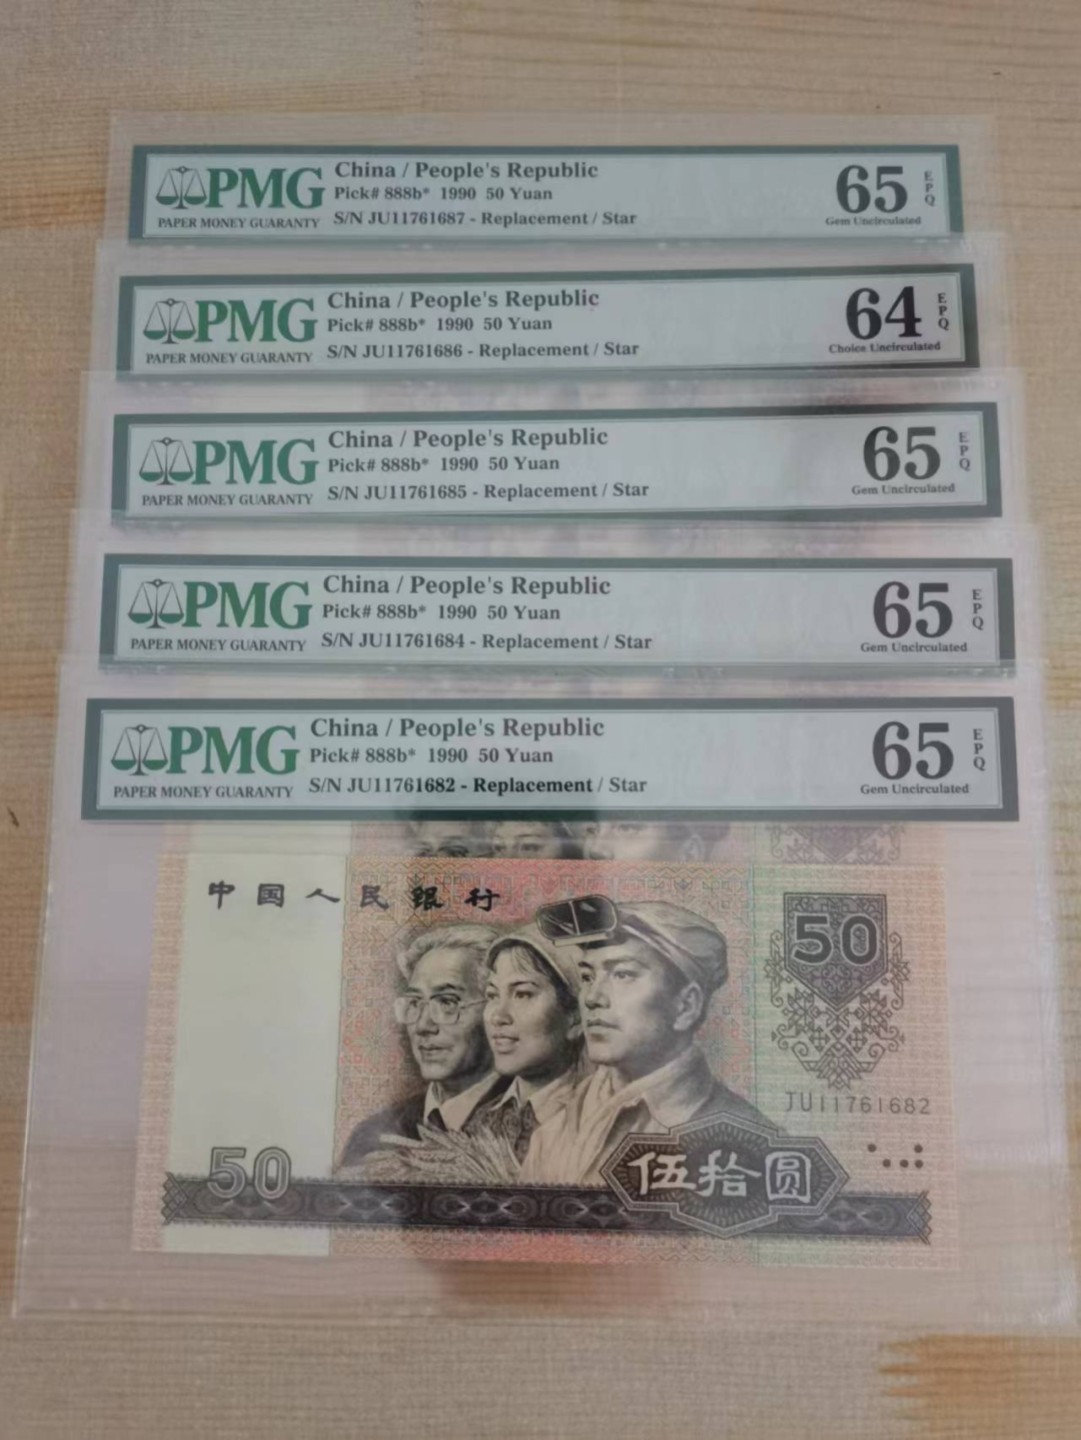 PMG
PAPER MONEY GUARANTY
China / People's Republic
Pick# 888b* 1990 50 Yuan
S/N JU11761687 - Replacement / Star
65
EPQ
Gem Uncirculated
PMG
PAPER MONEY GUARANTY
China / People's Republic
Pick# 888b* 1990 50 Yuan
S/N JU11761686 - Replacement / Star
64
EPQ
Choice Uncirculated
PMG
PAPER MONEY GUARANTY
China / People's Republic
Pick# 888b* 1990 50 Yuan
S/N JU11761685 - Replacement / Star
65
EPQ
Gem Uncirculated
PMG
PAPER MONEY GUARANTY
China / People's Republic
Pick# 888b* 1990 50 Yuan
S/N JU11761684 - Replacement / Star
65
EPQ
Gem Uncirculated
PMG
PAPER MONEY GUARANTY
China / People's Republic
Pick# 888b* 1990 50 Yuan
S/N JU11761682 - Replacement / Star
65
EPQ
Gem Uncirculated
中国人民银行
50
JU11761682
50
伍拾圆